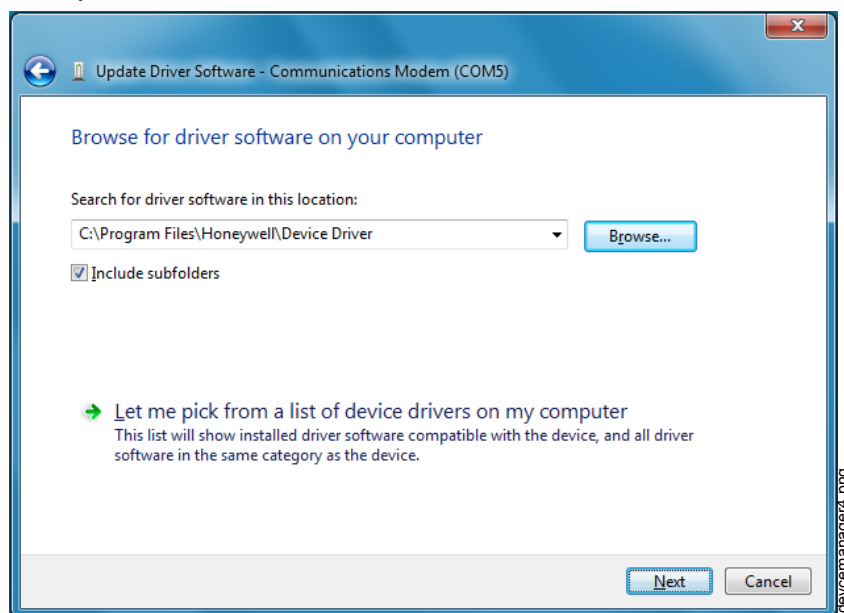 Update Driver Software - Communications Modem (COM5)
Browse for driver software on your computer
Search for driver software in this location:
C:\Program Files\Honeywell\Device Driver
Browse...
Include subfolders
Let me pick from a list of device drivers on my computer
This list will show installed driver software compatible with the device, and all driver
software in the same category as the device.
Next
Cancel